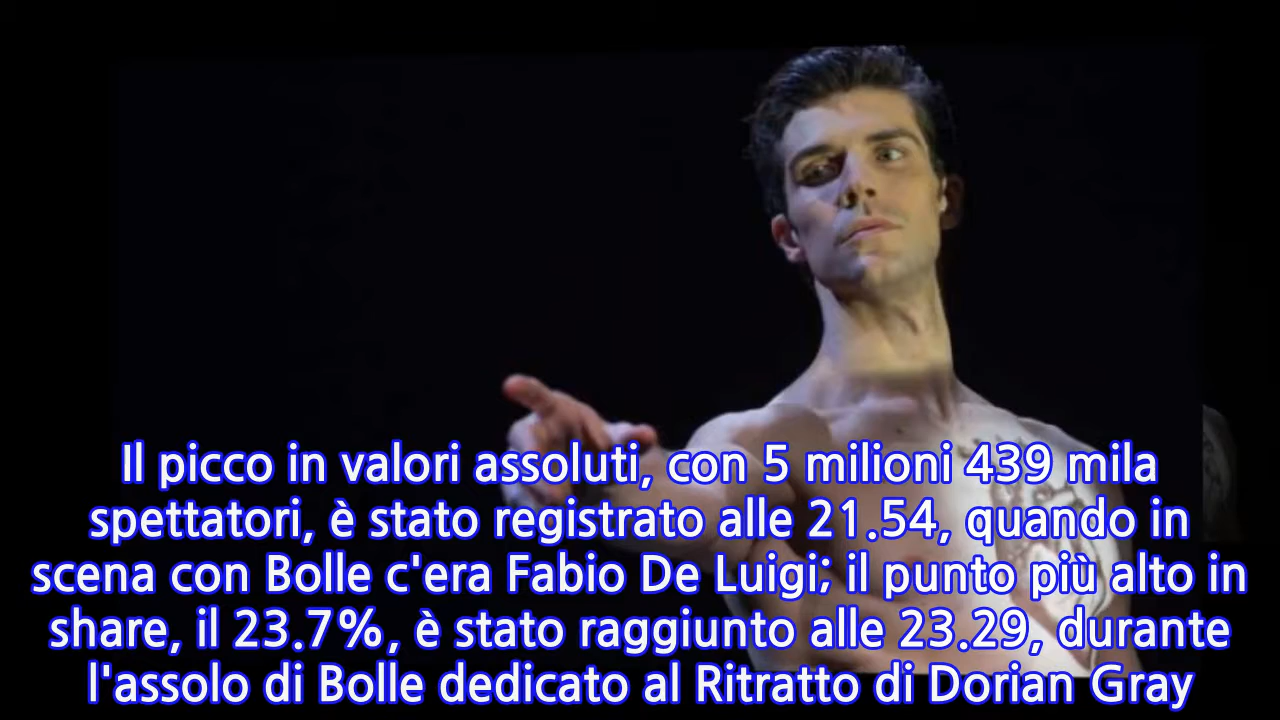 Il picco in valori assoluti, con 5 milioni 439 mila
spettatori, è stato registrato alle 21.54, quando in
scena con Bolle c'era Fabio De Luigi; il punto più alto in
share, il 23.7%, è stato raggiunto alle 23.29, durante
l'assolo di Bolle dedicato al Ritratto di Dorian Gray